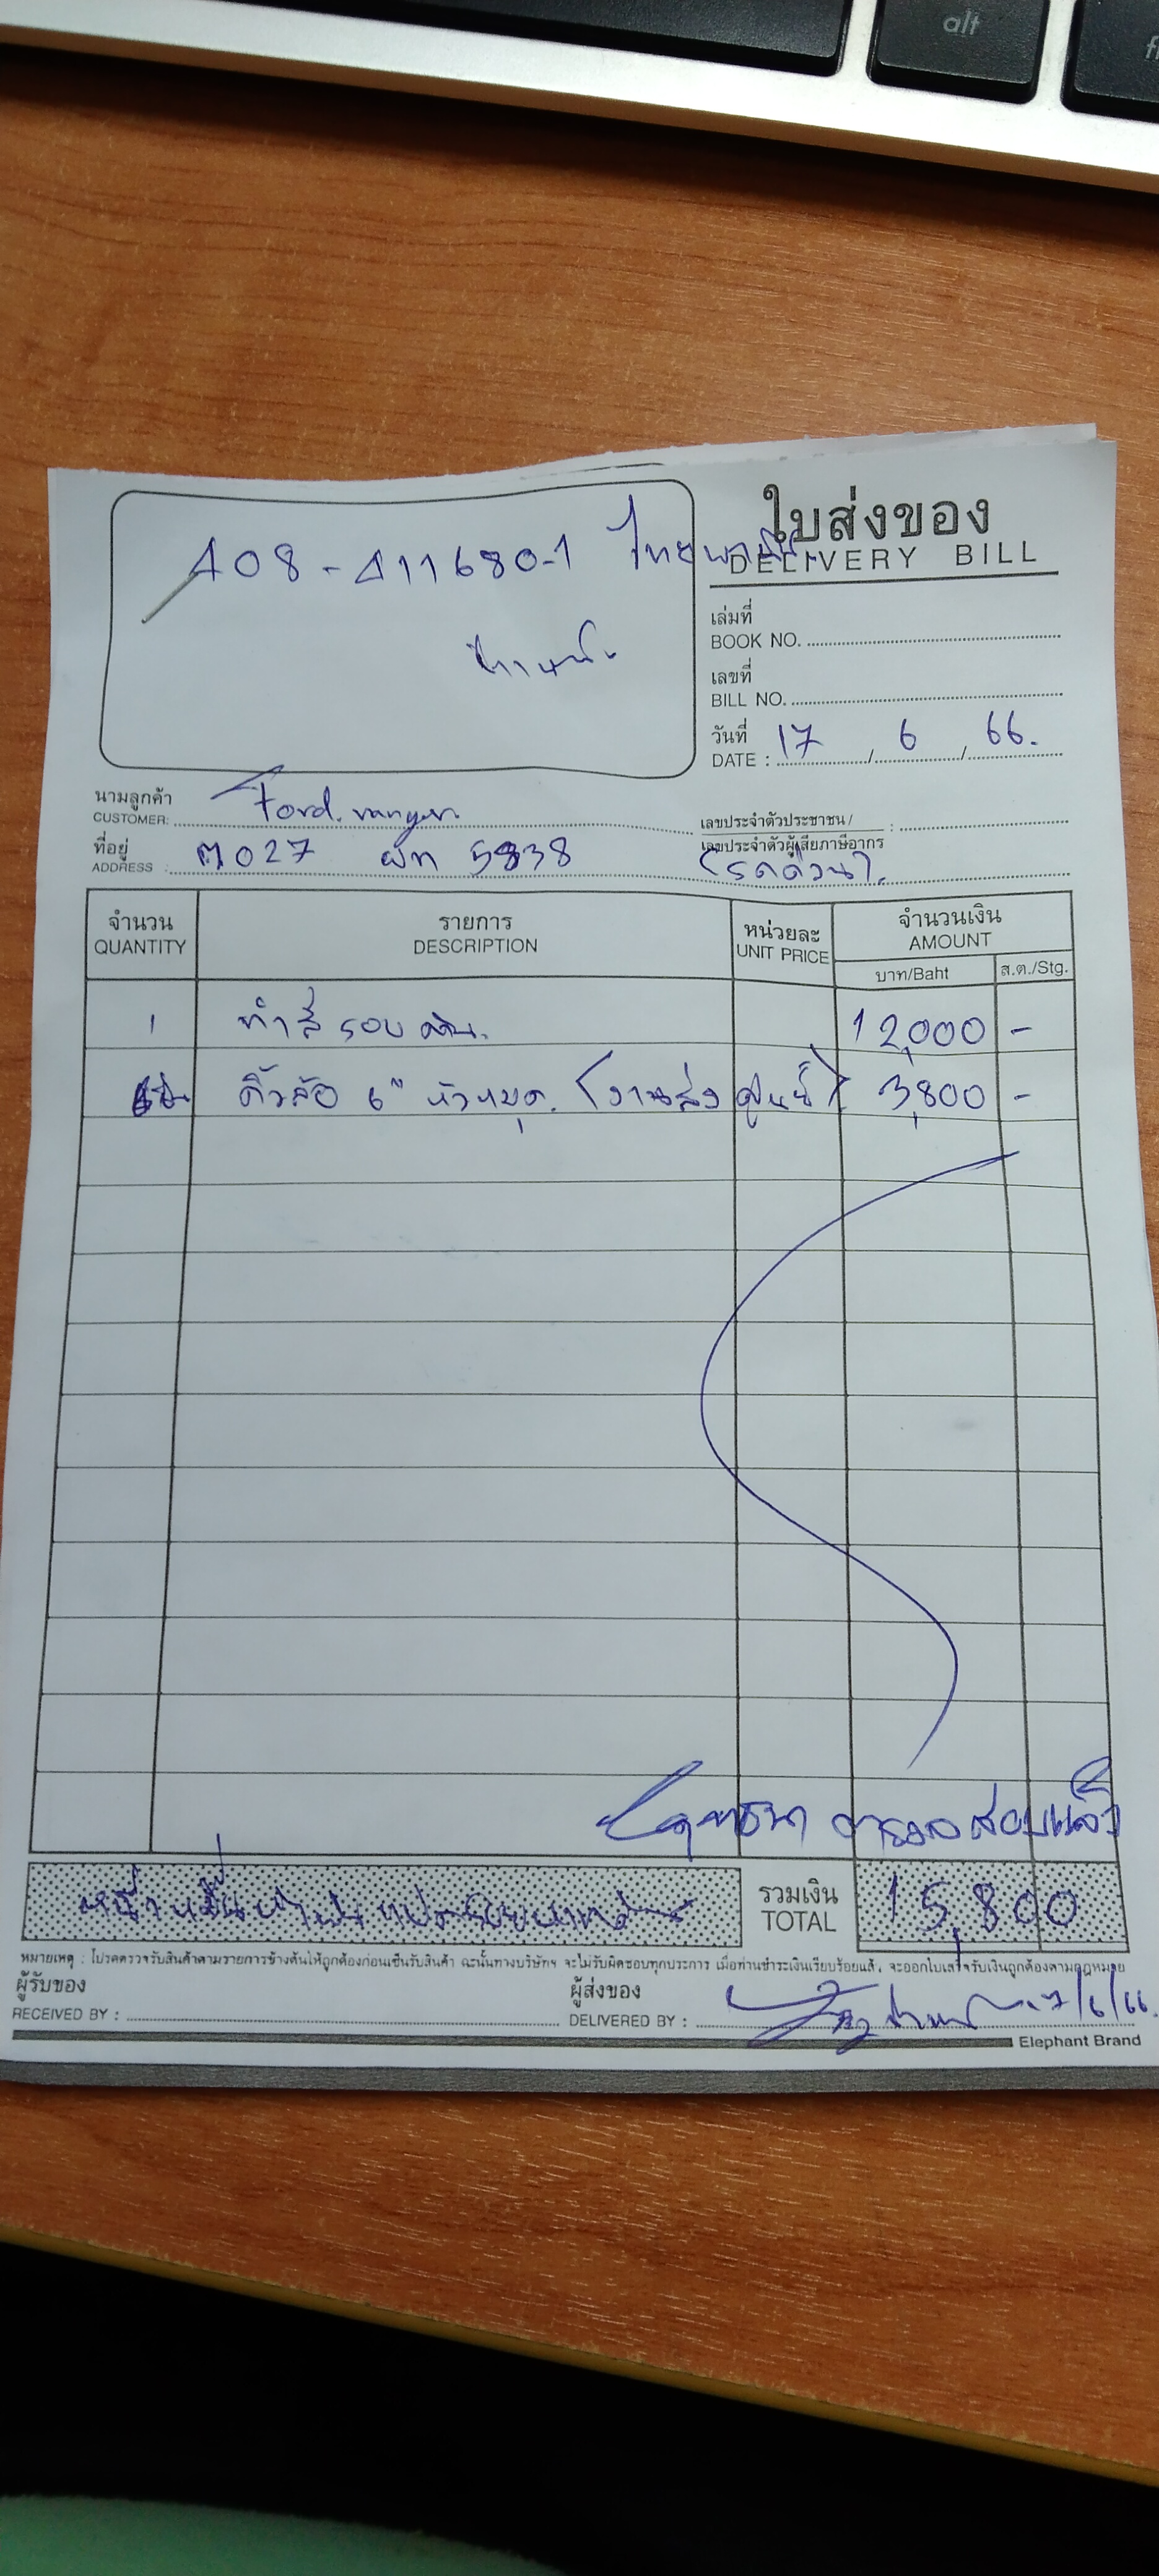 alt
ใบส่งของ
DELIVERY BILL
408-411680-1
เล่มที่
BOOK NO.
เลขที่
BILL NO.
วันที่
DATE : 17 / 6 / 66.
นามลูกค้า
CUSTOMER: Ford. ranger.
เลขประจำตัวประชาชน /
เลขประจำตัวผู้เสียภาษีอากร :
ที่อยู่
ADDRESS : M027 ผท 5838 (รถด่วน).
จำนวน รายการ หน่วยละ จำนวนเงิน
QUANTITY DESCRIPTION UNIT PRICE AMOUNT
บาท/Baht ส.ต./Stg.
1 ทำสีรอบคัน. 12,000 -
คิ้วล้อ 6" หัวหมุด. (งานส่งศูนย์) 3,800 -
ตรวจสอบแล้ว
รวมเงิน
TOTAL 15,800
หมายเหตุ : โปรดตรวจรับสินค้าตามรายการข้างต้นให้ถูกต้องก่อนเซ็นรับสินค้า ฉะนั้นทางบริษัทฯ จะไม่รับผิดชอบทุกประการ เมื่อท่านชำระเงินเรียบร้อยแล้ว, จะออกใบเสร็จรับเงินถูกต้องตามกฎหมาย
ผู้รับของ ผู้ส่งของ
RECEIVED BY : DELIVERED BY : 17/6/66.
Elephant Brand